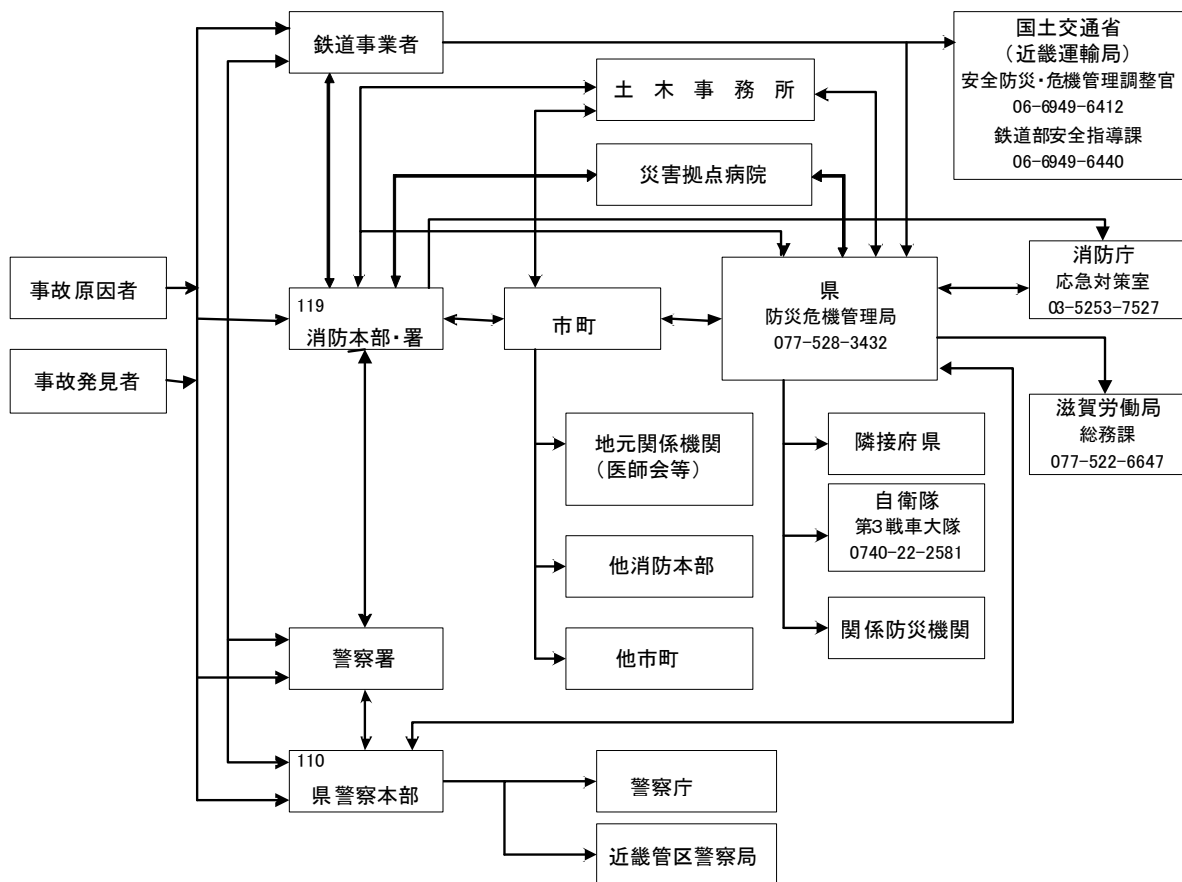 鉄道事業者
国土交通省
（近畿運輸局）
安全防災・危機管理調整官
06-6949-6412
鉄道部安全指導課
06-6949-6440
土木事務所
災害拠点病院
事故原因者
119
消防本部・署
市町
県
防災危機管理局
077-528-3432
消防庁
応急対策室
03-5253-7527
事故発見者
滋賀労働局
総務課
077-522-6647
地元関係機関
（医師会等）
隣接府県
自衛隊
第3戦車大隊
0740-22-2581
他消防本部
関係防災機関
警察署
他市町
110
県警察本部
警察庁
近畿管区警察局